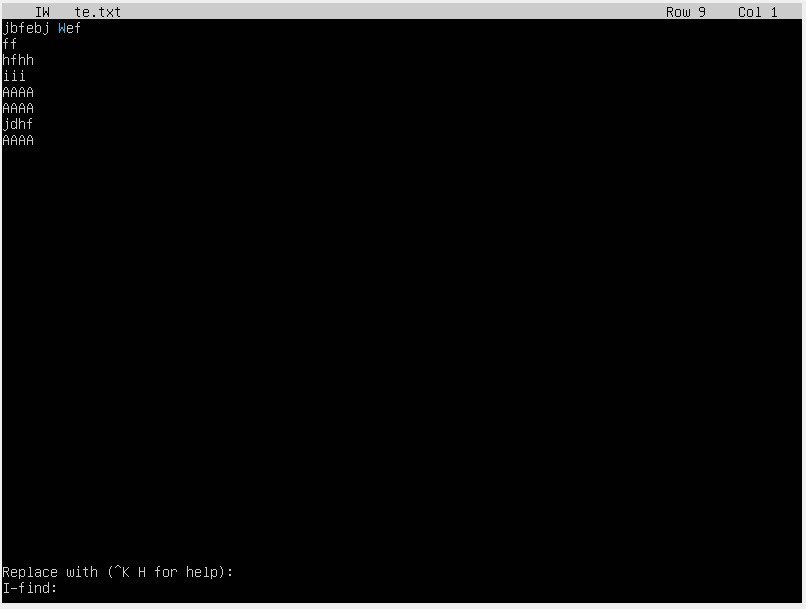 IW te.txt Row 9 Col 1
jbfebj Wef
ff
hfhh
iii
AAAA
AAAA
jdhf
AAAA
Replace with (^K H for help):
I-find: